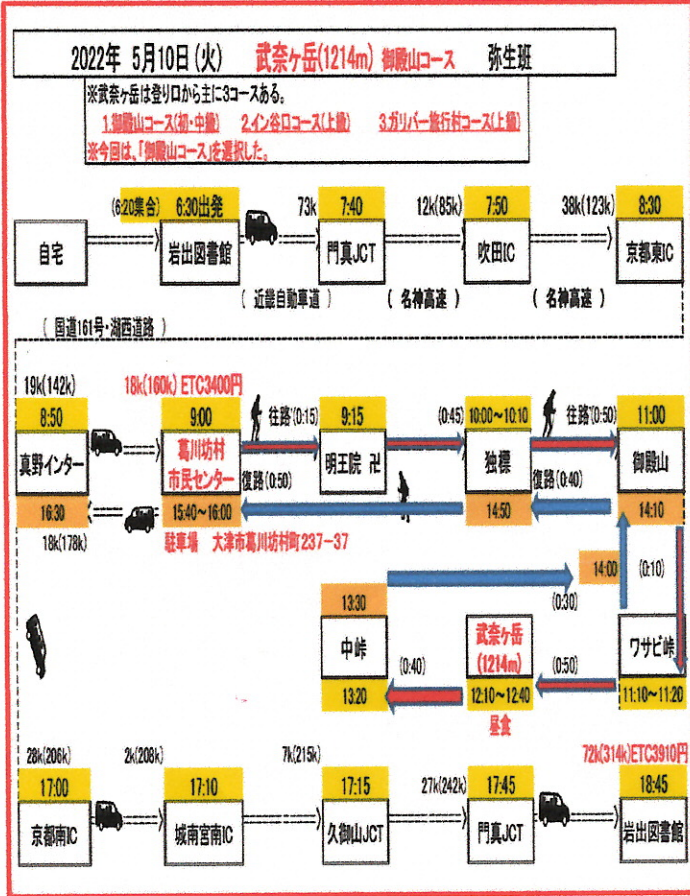 2022年 5月10日(火) 武奈ヶ岳(1214m) 御殿山コース 弥生班
※武奈ヶ岳は登り口から主に3コースある。
1.御殿山コース(初・中級) 2.イン谷口コース(上級) 3.ガリバー旅行村コース(上級)
※今回は、「御殿山コース」を選択した。
(6:20集合) 6:30出発 73k 7:40 12k(85k) 7:50 38k(123k) 8:30
自宅 岩出図書館 門真JCT 吹田IC 京都東IC
( 近畿自動車道 ) ( 名神高速 ) ( 名神高速 )
( 国道161号・湖西道路 )
19k(142k) 18k(160k) ETC3400円
8:50 9:00 往路(0:15) 9:15 (0:45) 10:00~10:10 往路(0:50) 11:00
真野インター 葛川坊村 明王院 卍 独標 御殿山
市民センター 復路(0:50) 復路(0:40)
16:30 15:40~16:00 14:50 14:10
18k(178k) 駐車場 大津市葛川坊村町237-37
14:00 (0:10)
13:30 (0:30)
中峠 武奈ヶ岳 ワサビ峠
(0:40) (1214m) (0:50)
13:20 12:10~12:40 11:10~11:20
昼食
28k(206k) 2k(208k) 7k(215k) 27k(242k) 72k(314k)ETC3910円
17:00 17:10 17:15 17:45 18:45
京都南IC 城南宮南IC 久御山JCT 門真JCT 岩出図書館